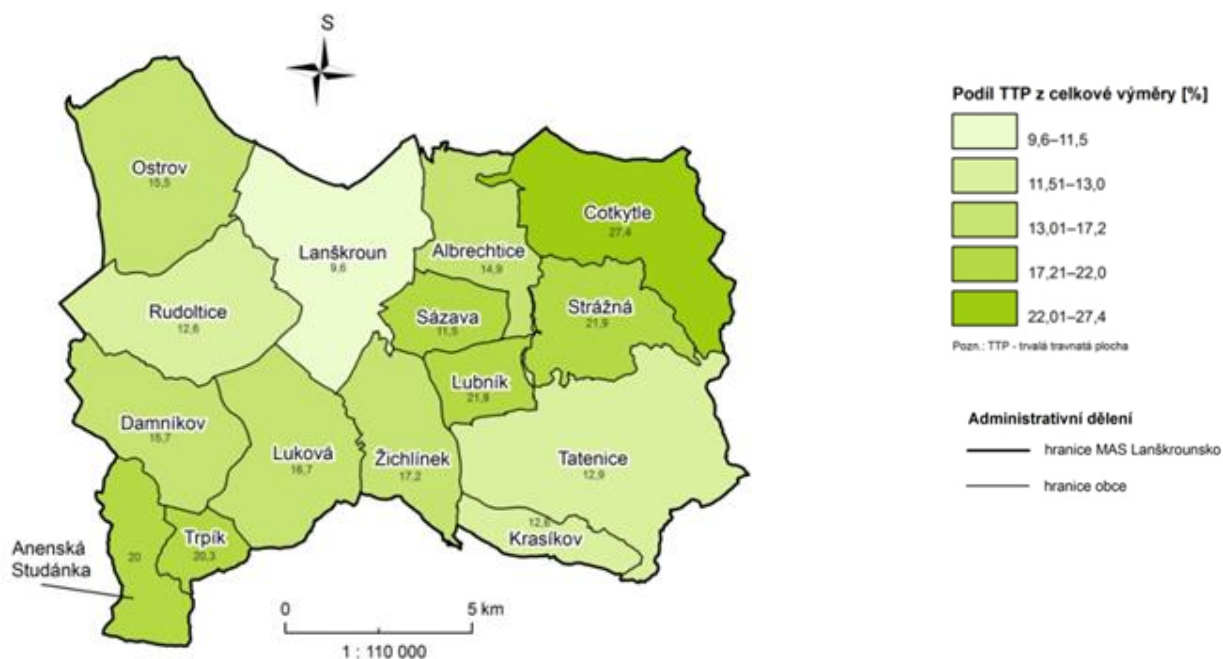 S
Ostrov
15,5
Lanškroun
9,6
Albrechtice
14,9
Cotkytle
27,4
Rudoltice
12,6
Sázava
11,5
Strážná
21,9
Lubník
21,9
Damníkov
15,7
Luková
16,7
Žichlínek
17,2
Tatenice
12,9
12,6
Krasíkov
Trpík
20,3
20
Anenská
Studánka
0 5 km
1 : 110 000
Podíl TTP z celkové výměry [%]
9,6–11,5
11,51–13,0
13,01–17,2
17,21–22,0
22,01–27,4
Pozn.: TTP - trvalá travnatá plocha
Administrativní dělení
hranice MAS Lanškrounsko
hranice obce